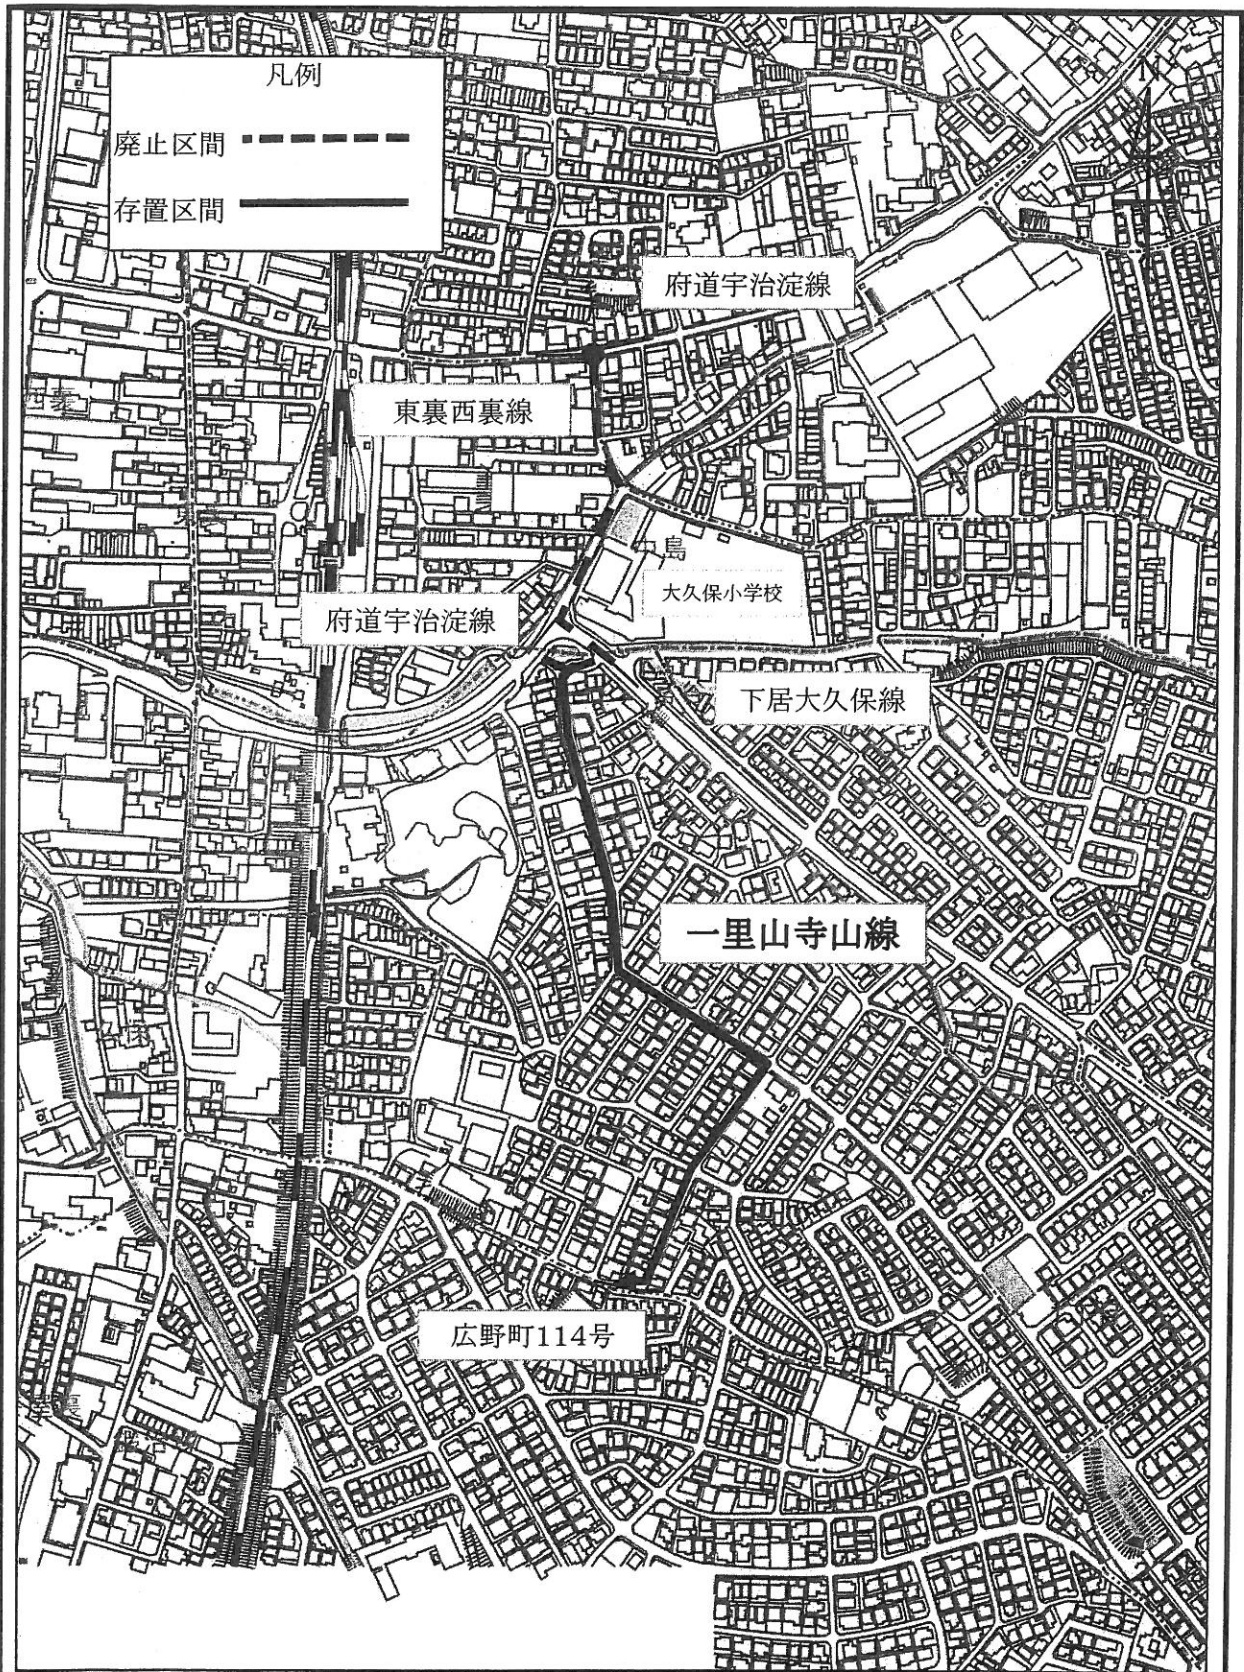 凡例
N
廃止区間
存置区間
府道宇治淀線
東裏西裏線
大久保小学校
府道宇治淀線
下居大久保線
一里山寺山線
広野町114号